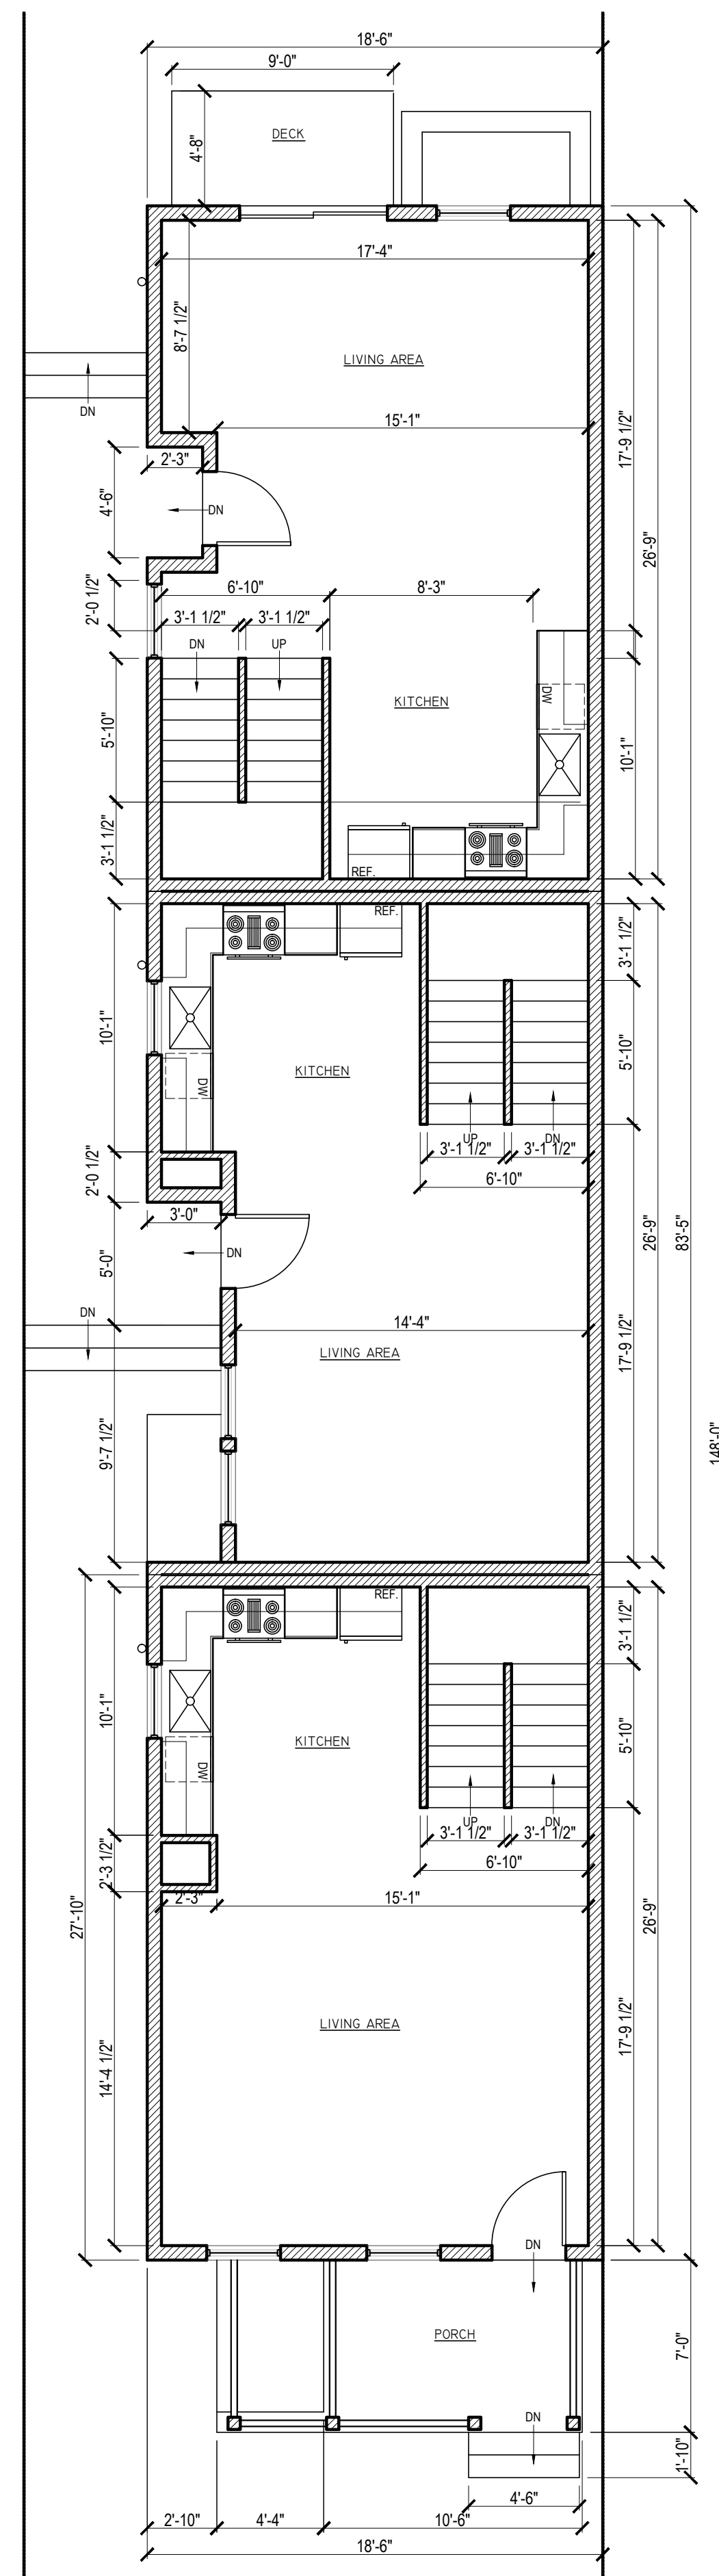 18'-6"
9'-0"
4'-8"
DECK
17'-4"
8'-7 1/2"
LIVING AREA
DN
15'-1"
17'-9 1/2"
2'-3"
4'-6"
DN
26'-9"
2'-0 1/2"
6'-10"
8'-3"
3'-1 1/2"
3'-1 1/2"
DN
UP
KITCHEN
DW
5'-10"
10'-1"
3'-1 1/2"
REF.
REF.
3'-1 1/2"
10'-1"
5'-10"
KITCHEN
DW
UP
DN
3'-1 1/2"
3'-1 1/2"
2'-0 1/2"
6'-10"
3'-0"
26'-9"
83'-5"
5'-0"
DN
DN
14'-4"
LIVING AREA
17'-9 1/2"
9'-7 1/2"
148'-0"
REF.
3'-1 1/2"
10'-1"
5'-10"
KITCHEN
DW
UP
DN
3'-1 1/2"
3'-1 1/2"
2'-3 1/2"
6'-10"
2'-3"
15'-1"
27'-10"
26'-9"
LIVING AREA
17'-9 1/2"
14'-4 1/2"
DN
PORCH
7'-0"
DN
1'-10"
4'-6"
2'-10"
4'-4"
10'-6"
18'-6"